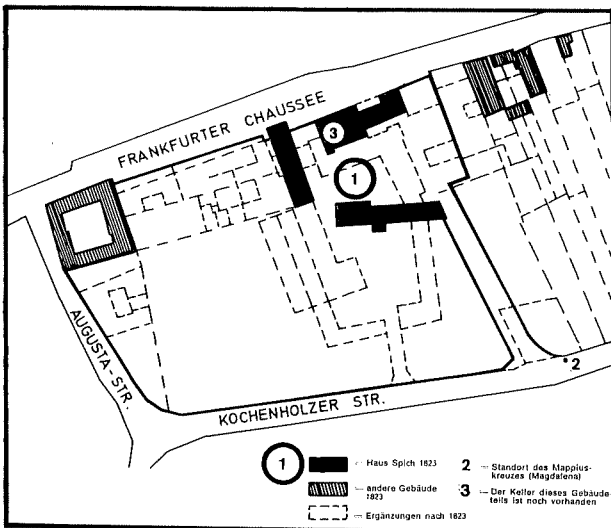 FRANKFURTER CHAUSSEE
3
1
AUGUSTA-STR.
2
KOCHENHOLZER STR.
1 - Haus Spich 1823
- andere Gebäude
1823
- Ergänzungen nach 1823
2 - Standort des Mappius-
kreuzes (Magdalena)
3 - Der Keller dieses Gebäude-
teils ist noch vorhanden